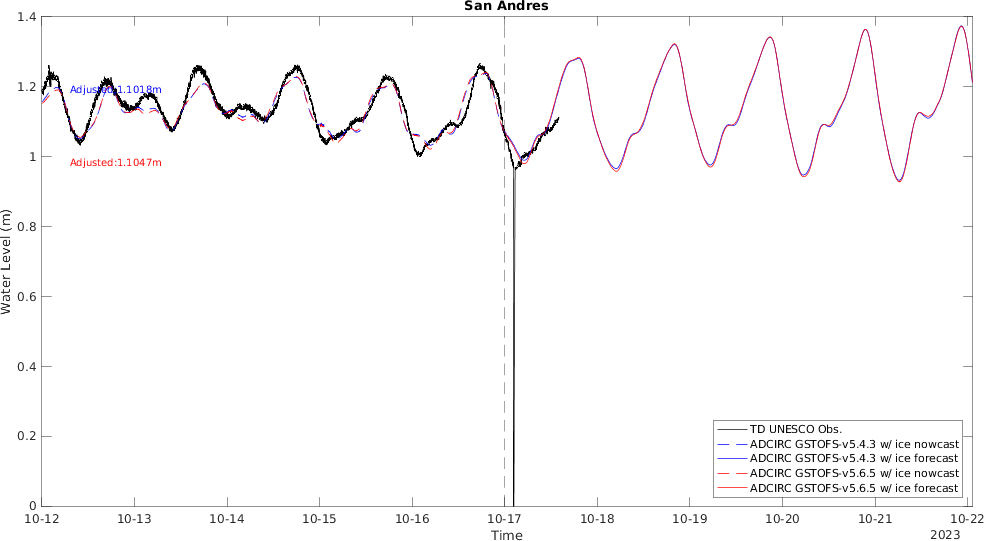 San Andres
1.4
1.2
1
0.8
0.6
0.4
0.2
0
Water Level (m)
Adjusted:1.1018m
Adjusted:1.1047m
TD UNESCO Obs.
ADCIRC GSTOFS-v5.4.3 w/ ice nowcast
ADCIRC GSTOFS-v5.4.3 w/ ice forecast
ADCIRC GSTOFS-v5.6.5 w/ ice nowcast
ADCIRC GSTOFS-v5.6.5 w/ ice forecast
10-12 10-13 10-14 10-15 10-16 10-17 10-18 10-19 10-20 10-21 10-22
Time
2023